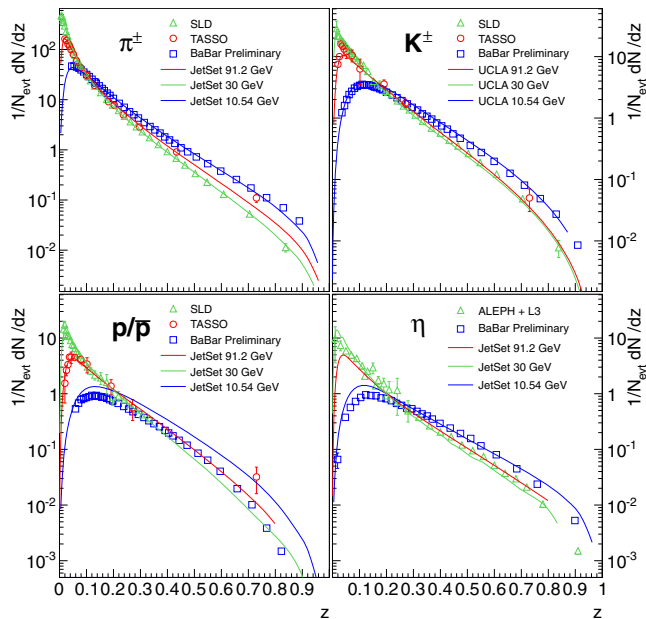 SLD
TASSO
BaBar Preliminary
JetSet 91.2 GeV
JetSet 30 GeV
JetSet 10.54 GeV
π±
1/N_evt dN/dz
10²
10
1
10⁻¹
10⁻²
SLD
TASSO
BaBar Preliminary
UCLA 91.2 GeV
UCLA 30 GeV
UCLA 10.54 GeV
K±
1/N_evt dN/dz
10
1
10⁻¹
10⁻²
SLD
TASSO
BaBar Preliminary
JetSet 91.2 GeV
JetSet 30 GeV
JetSet 10.54 GeV
p/p̅
1/N_evt dN/dz
10
1
10⁻¹
10⁻²
10⁻³
0 0.1 0.2 0.3 0.4 0.5 0.6 0.7 0.8 0.9
z
ALEPH + L3
BaBar Preliminary
JetSet 91.2 GeV
JetSet 30 GeV
JetSet 10.54 GeV
η
1/N_evt dN/dz
10
1
10⁻¹
10⁻²
10⁻³
0.1 0.2 0.3 0.4 0.5 0.6 0.7 0.8 0.9 1
z